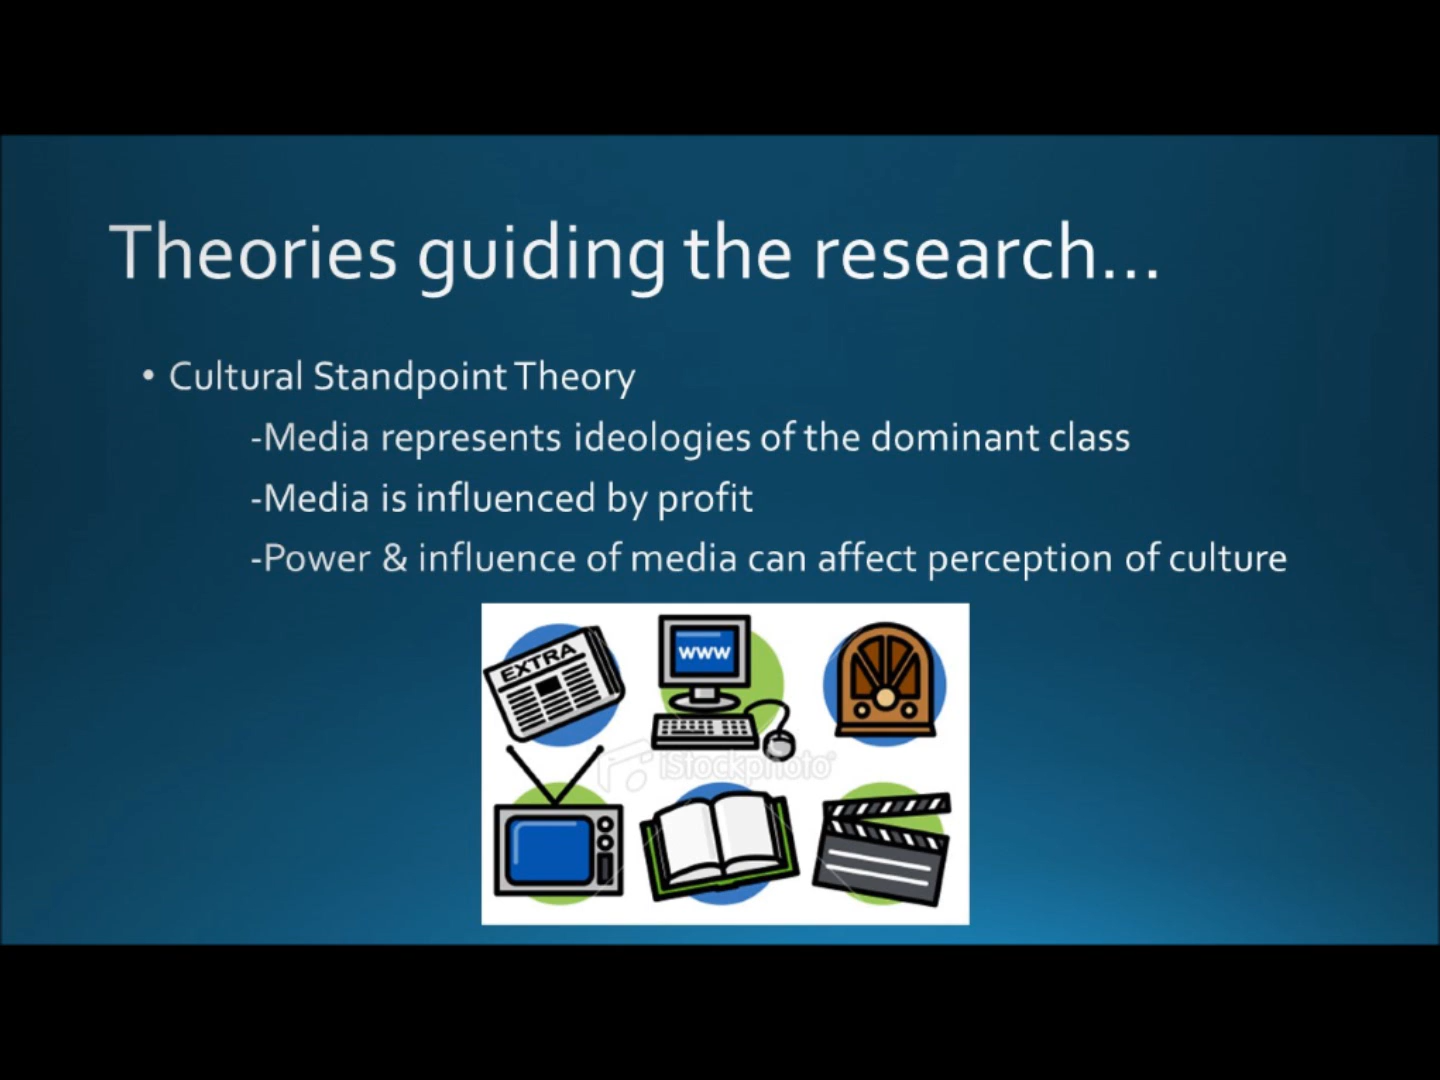 Theories guiding the research...
• Cultural Standpoint Theory
-Media represents ideologies of the dominant class
-Media is influenced by profit
-Power & influence of media can affect perception of culture
EXTRA
www
iStockphoto